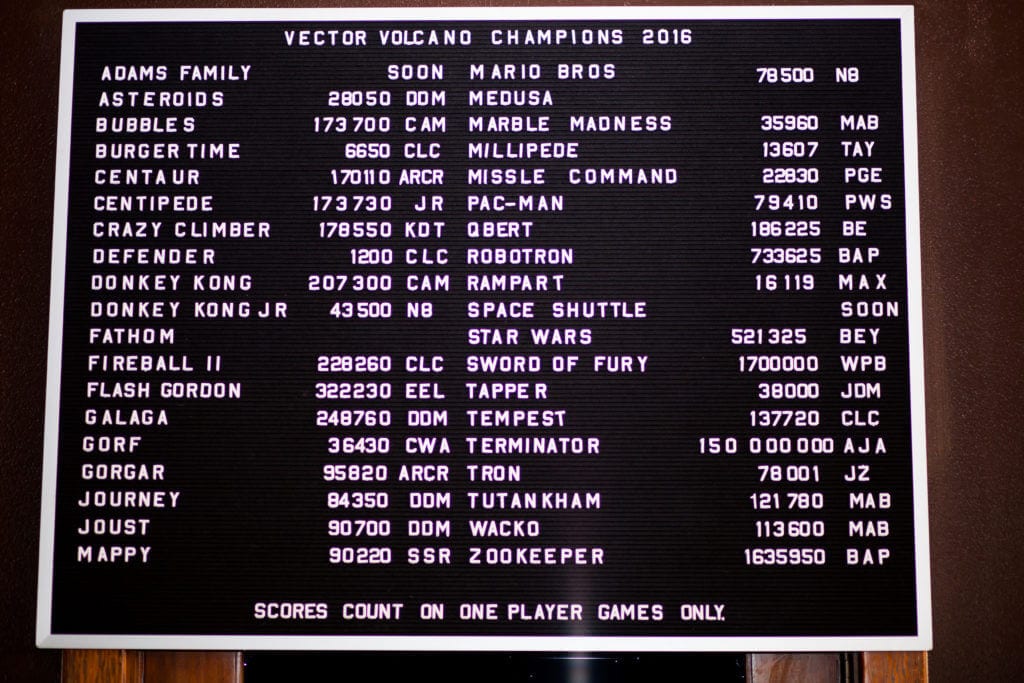 VECTOR VOLCANO CHAMPIONS 2016
ADAMS FAMILY SOON MARIO BROS 78500 N8
ASTEROIDS 28050 DDM MEDUSA
BUBBLES 173700 CAM MARBLE MADNESS 35960 MAB
BURGER TIME 6650 CLC MILLIPEDE 13607 TAY
CENTAUR 170110 ARCR MISSLE COMMAND 22830 PGE
CENTIPEDE 173730 JR PAC-MAN 79410 PWS
CRAZY CLIMBER 178550 KDT QBERT 186225 BE
DEFENDER 1200 CLC ROBOTRON 733625 BAP
DONKEY KONG 207300 CAM RAMPART 16119 MAX
DONKEY KONG JR 43500 N8 SPACE SHUTTLE SOON
FATHOM STAR WARS 521325 BEY
FIREBALL II 228260 CLC SWORD OF FURY 1700000 WPB
FLASH GORDON 322230 EEL TAPPER 38000 JDM
GALAGA 248760 DDM TEMPEST 137720 CLC
GORF 36430 CWA TERMINATOR 150 000000 AJA
GORGAR 95820 ARCR TRON 78001 JZ
JOURNEY 84350 DDM TUTANKHAM 121780 MAB
JOUST 90700 DDM WACKO 113600 MAB
MAPPY 90220 SSR ZOOKEEPER 1635950 BAP
SCORES COUNT ON ONE PLAYER GAMES ONLY.